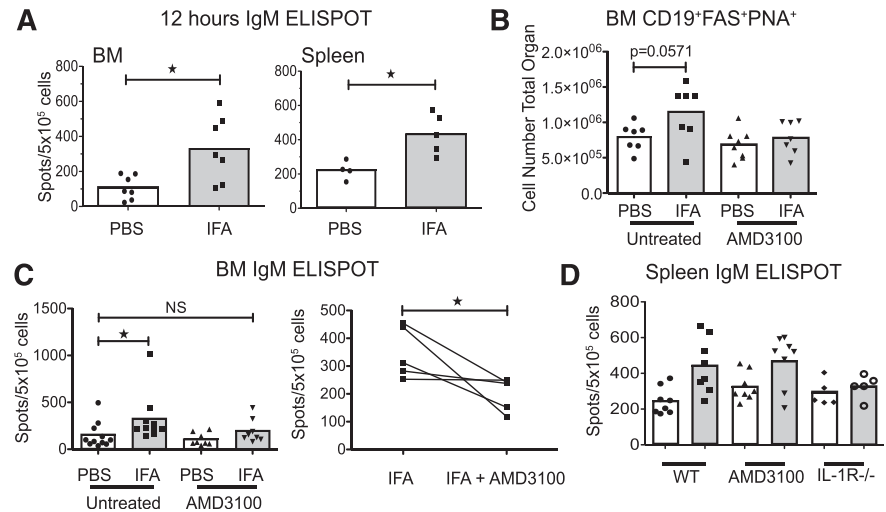 A
12 hours IgM ELISPOT
BM
Spots/5x10⁵ cells
800
600
400
200
0
PBS IFA
★
Spleen
800
600
400
200
0
PBS IFA
★
B
BM CD19⁺FAS⁺PNA⁺
Cell Number Total Organ
2.0×10⁰⁶
1.5×10⁰⁶
1.0×10⁰⁶
5.0×10⁰⁵
0.0
p=0.0571
PBS IFA PBS IFA
Untreated AMD3100
C
BM IgM ELISPOT
Spots/5x10⁵ cells
1500
1000
500
0
NS
★
PBS IFA PBS IFA
Untreated AMD3100
Spots/5x10⁵ cells
500
400
300
200
100
0
★
IFA IFA + AMD3100
D
Spleen IgM ELISPOT
Spots/5x10⁵ cells
800
600
400
200
0
WT AMD3100 IL-1R-/-